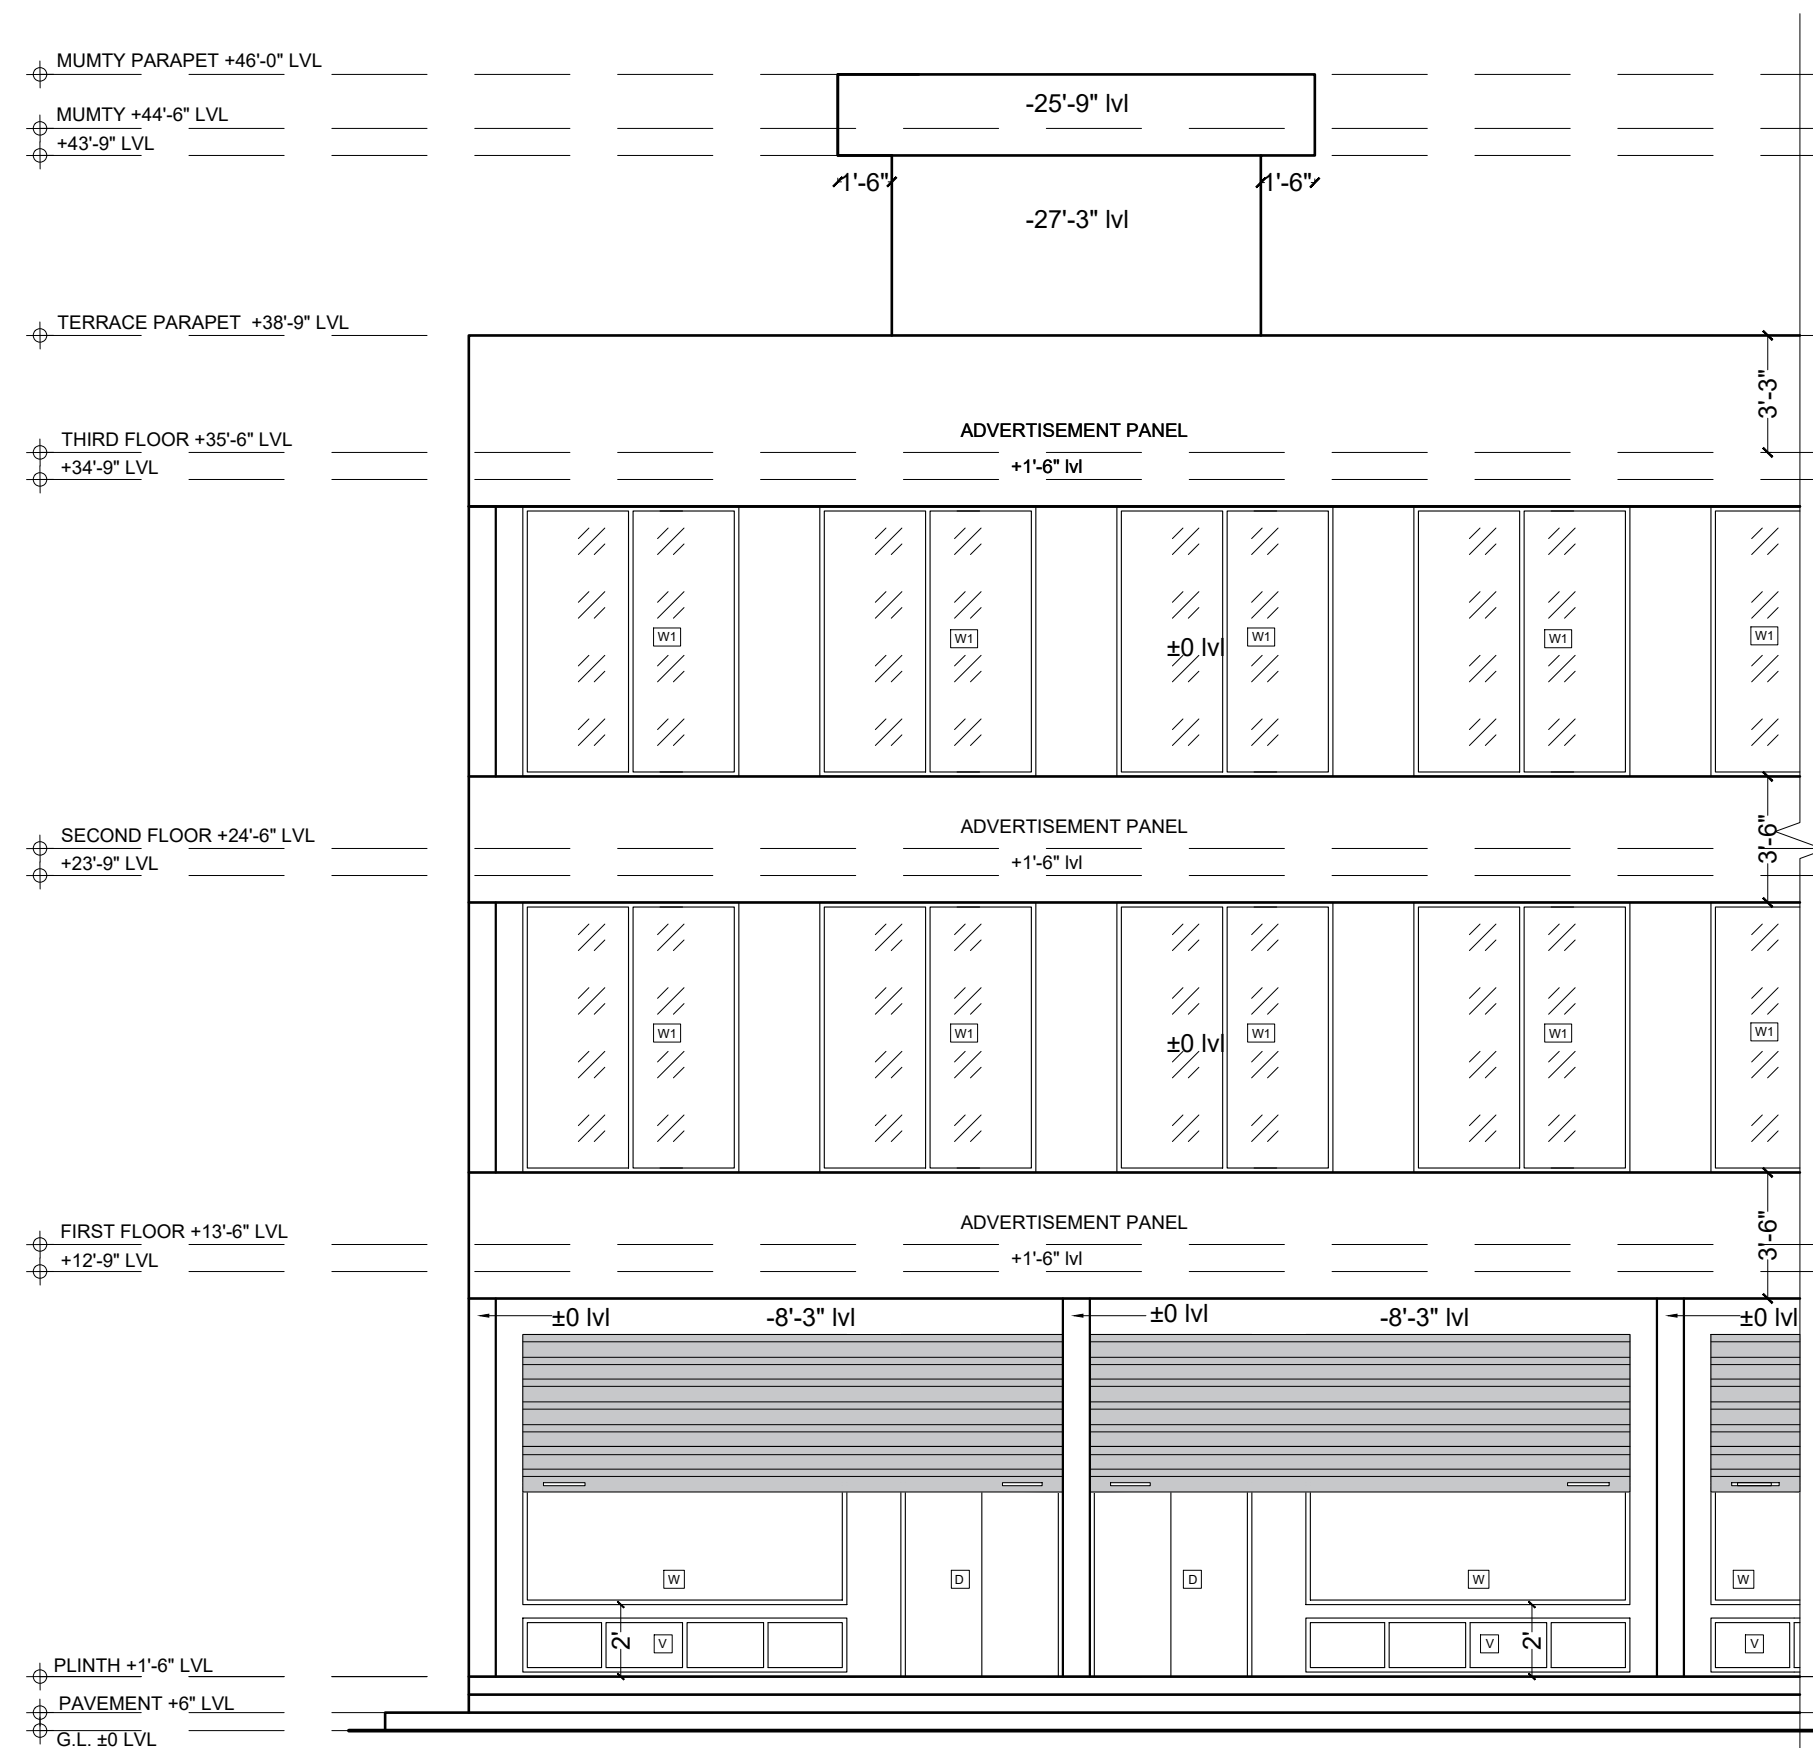 MUMTY PARAPET +46'-0" LVL
-25'-9" lvl
MUMTY +44'-6" LVL
+43'-9" LVL
1'-6"
1'-6"
-27'-3" lvl
TERRACE PARAPET +38'-9" LVL
3'-3"
ADVERTISEMENT PANEL
THIRD FLOOR +35'-6" LVL
+34'-9" LVL
+1'-6" lvl
W1
W1
±0 lvl
W1
W1
W1
ADVERTISEMENT PANEL
SECOND FLOOR +24'-6" LVL
3'-6"
+23'-9" LVL
+1'-6" lvl
W1
W1
±0 lvl
W1
W1
W1
ADVERTISEMENT PANEL
FIRST FLOOR +13'-6" LVL
3'-6"
+12'-9" LVL
+1'-6" lvl
±0 lvl
-8'-3" lvl
±0 lvl
-8'-3" lvl
±0 lvl
W
D
D
W
W
2'
V
V
2'
V
PLINTH +1'-6" LVL
PAVEMENT +6" LVL
G.L. ±0 LVL